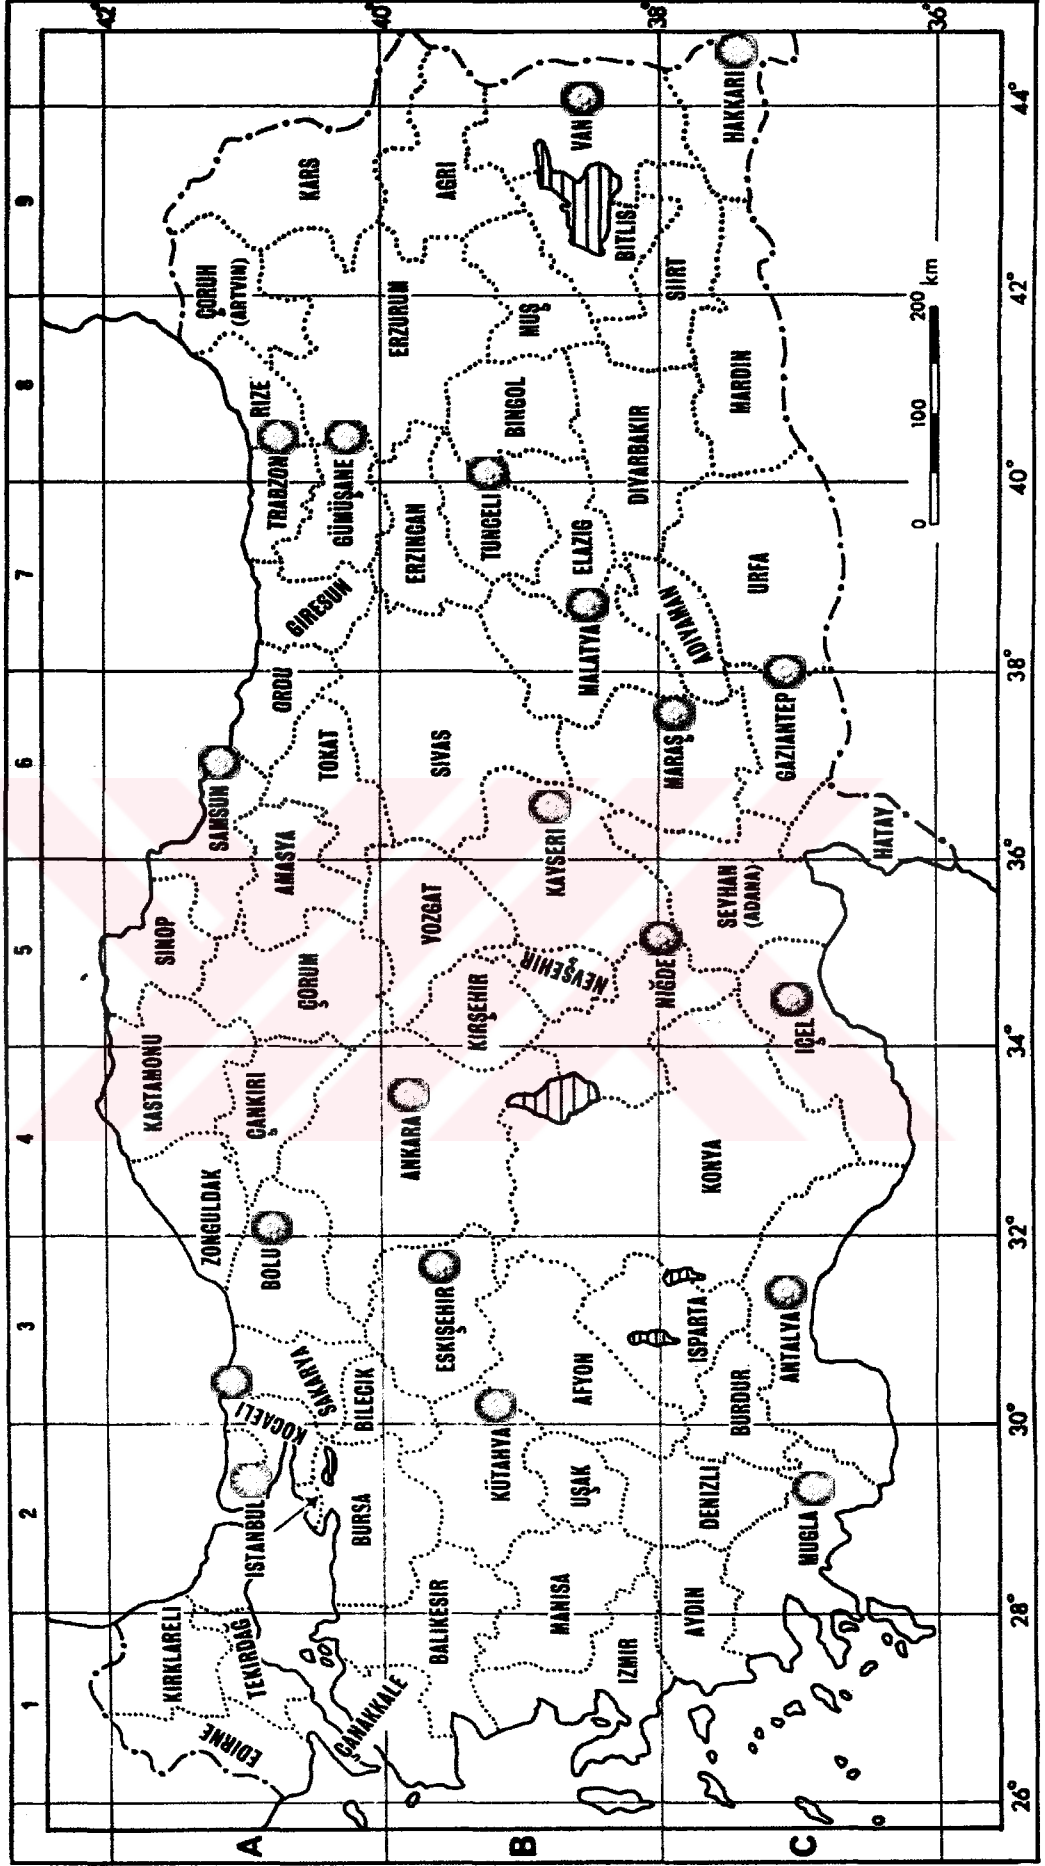 1 2 3 4 5 6 7 8 9
42°
A
KIRKLARELI
EDIRNE
TEKIRDAG
ISTANBUL
KOCAELI
SAKARYA
BOLU
ZONGULDAK
KASTAMONU
ÇANKIRI
SINOP
ÇORUM
SAMSUN
AMASYA
TOKAT
ORDU
GIRESUN
TRABZON
GÜMÜŞANE
RIZE
ÇORUH
(ARTVIN)
KARS
40°
ÇANAKKALE
BALIKESIR
BURSA
BILECIK
KUTAHYA
ESKIŞEHIR
ANKARA
KIRŞEHIR
YOZGAT
SIVAS
ERZINCAN
TUNCELI
ERZURUM
AGRI
B
MANISA
IZMIR
UŞAK
AFYON
NEVŞEHIR
KAYSERI
MALATYA
ELAZIG
BINGOL
MUŞ
BITLIS
VAN
38°
AYDIN
DENIZLI
BURDUR
ISPARTA
KONYA
NIĞDE
MARAŞ
ADIYAMAN
DIYARBAKIR
SIIRT
HAKKARI
C
MUGLA
ANTALYA
IÇEL
SEYHAN
(ADANA)
GAZIANTEP
URFA
MARDIN
HATAY
0 100 200 km
36°
26° 28° 30° 32° 34° 36° 38° 40° 42° 44°